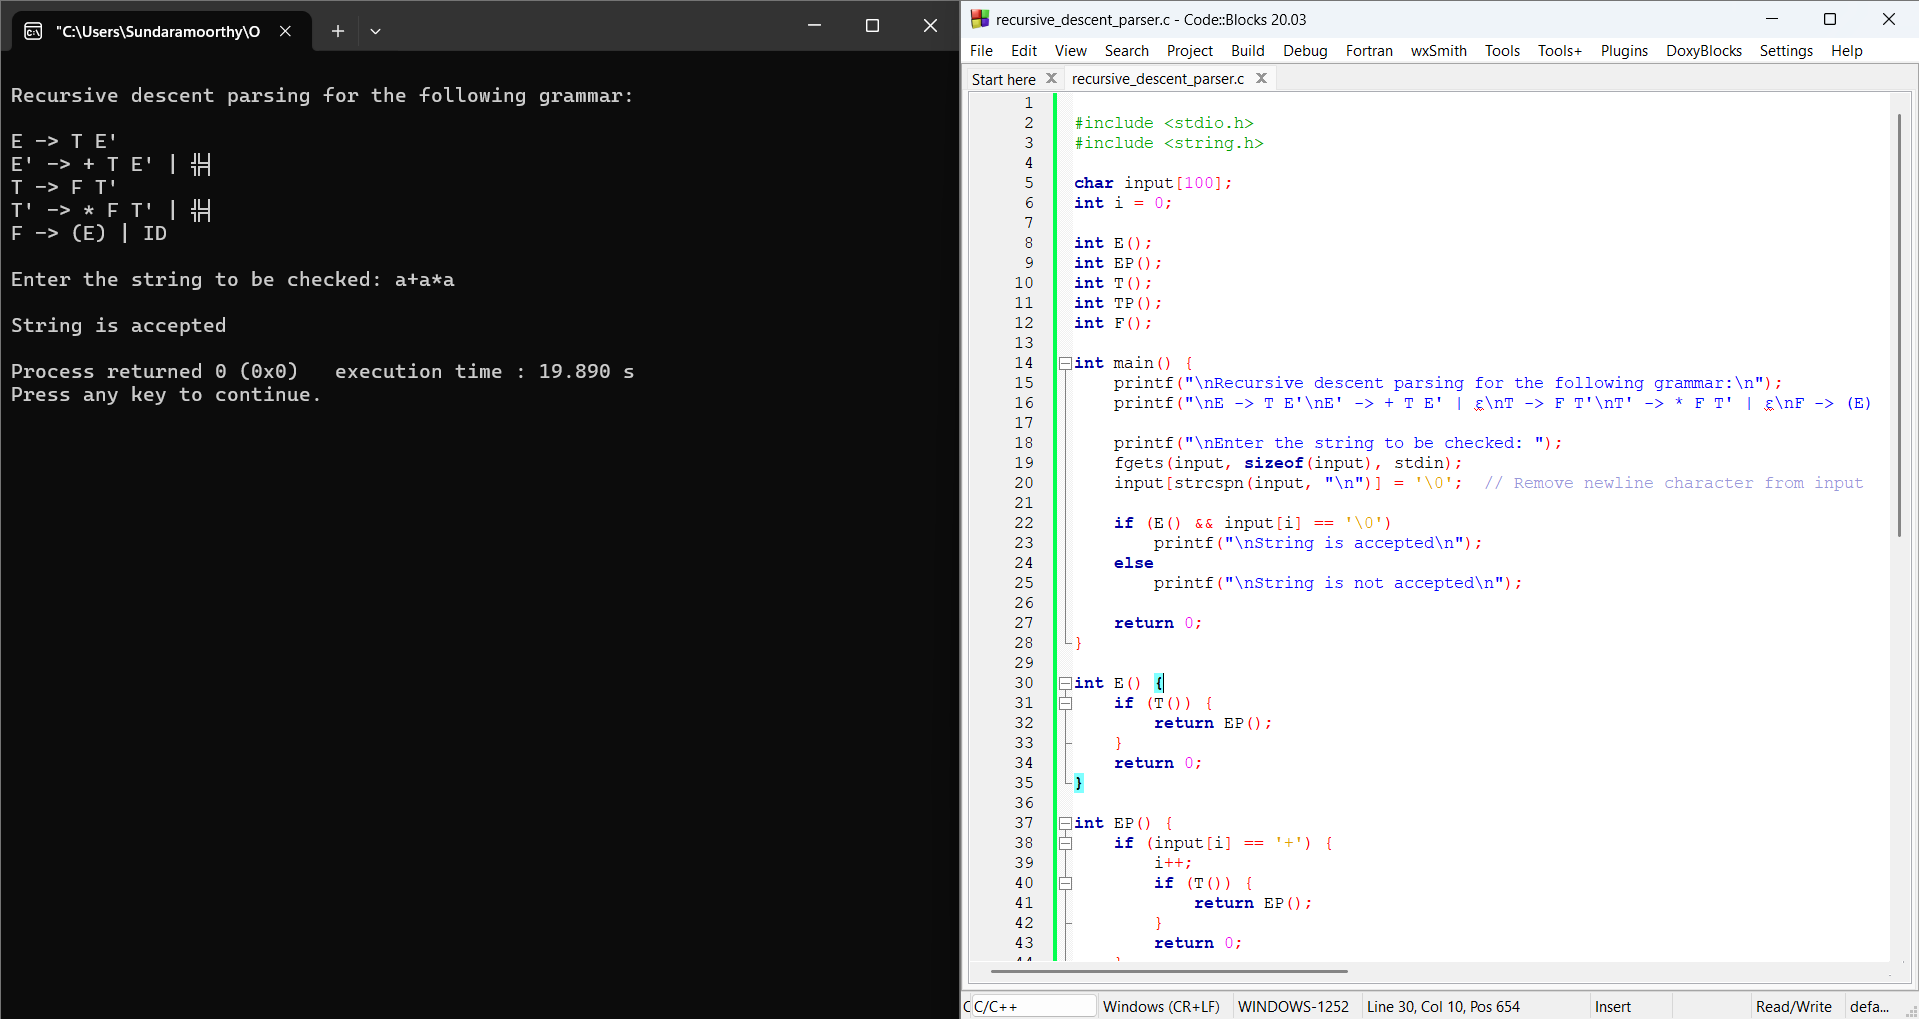 "C:\Users\Sundaramoorthy\O
Recursive descent parsing for the following grammar:
E -> T E'
E' -> + T E' | ╬╡
T -> F T'
T' -> * F T' | ╬╡
F -> (E) | ID
Enter the string to be checked: a+a*a
String is accepted
Process returned 0 (0x0)   execution time : 19.890 s
Press any key to continue.
recursive_descent_parser.c - Code::Blocks 20.03
File Edit View Search Project Build Debug Fortran wxSmith Tools Tools+ Plugins DoxyBlocks Settings Help
Start here recursive_descent_parser.c
1
2 #include <stdio.h>
3 #include <string.h>
4
5 char input[100];
6 int i = 0;
7
8 int E();
9 int EP();
10 int T();
11 int TP();
12 int F();
13
14 int main() {
15     printf("\nRecursive descent parsing for the following grammar:\n");
16     printf("\nE -> T E'\nE' -> + T E' | ε\nT -> F T'\nT' -> * F T' | ε\nF -> (E)
17
18     printf("\nEnter the string to be checked: ");
19     fgets(input, sizeof(input), stdin);
20     input[strcspn(input, "\n")] = '\0';  // Remove newline character from input
21
22     if (E() && input[i] == '\0')
23         printf("\nString is accepted\n");
24     else
25         printf("\nString is not accepted\n");
26
27     return 0;
28 }
29
30 int E() {
31     if (T()) {
32         return EP();
33     }
34     return 0;
35 }
36
37 int EP() {
38     if (input[i] == '+') {
39         i++;
40         if (T()) {
41             return EP();
42         }
43         return 0;
C/C++ Windows (CR+LF) WINDOWS-1252 Line 30, Col 10, Pos 654 Insert Read/Write defa...